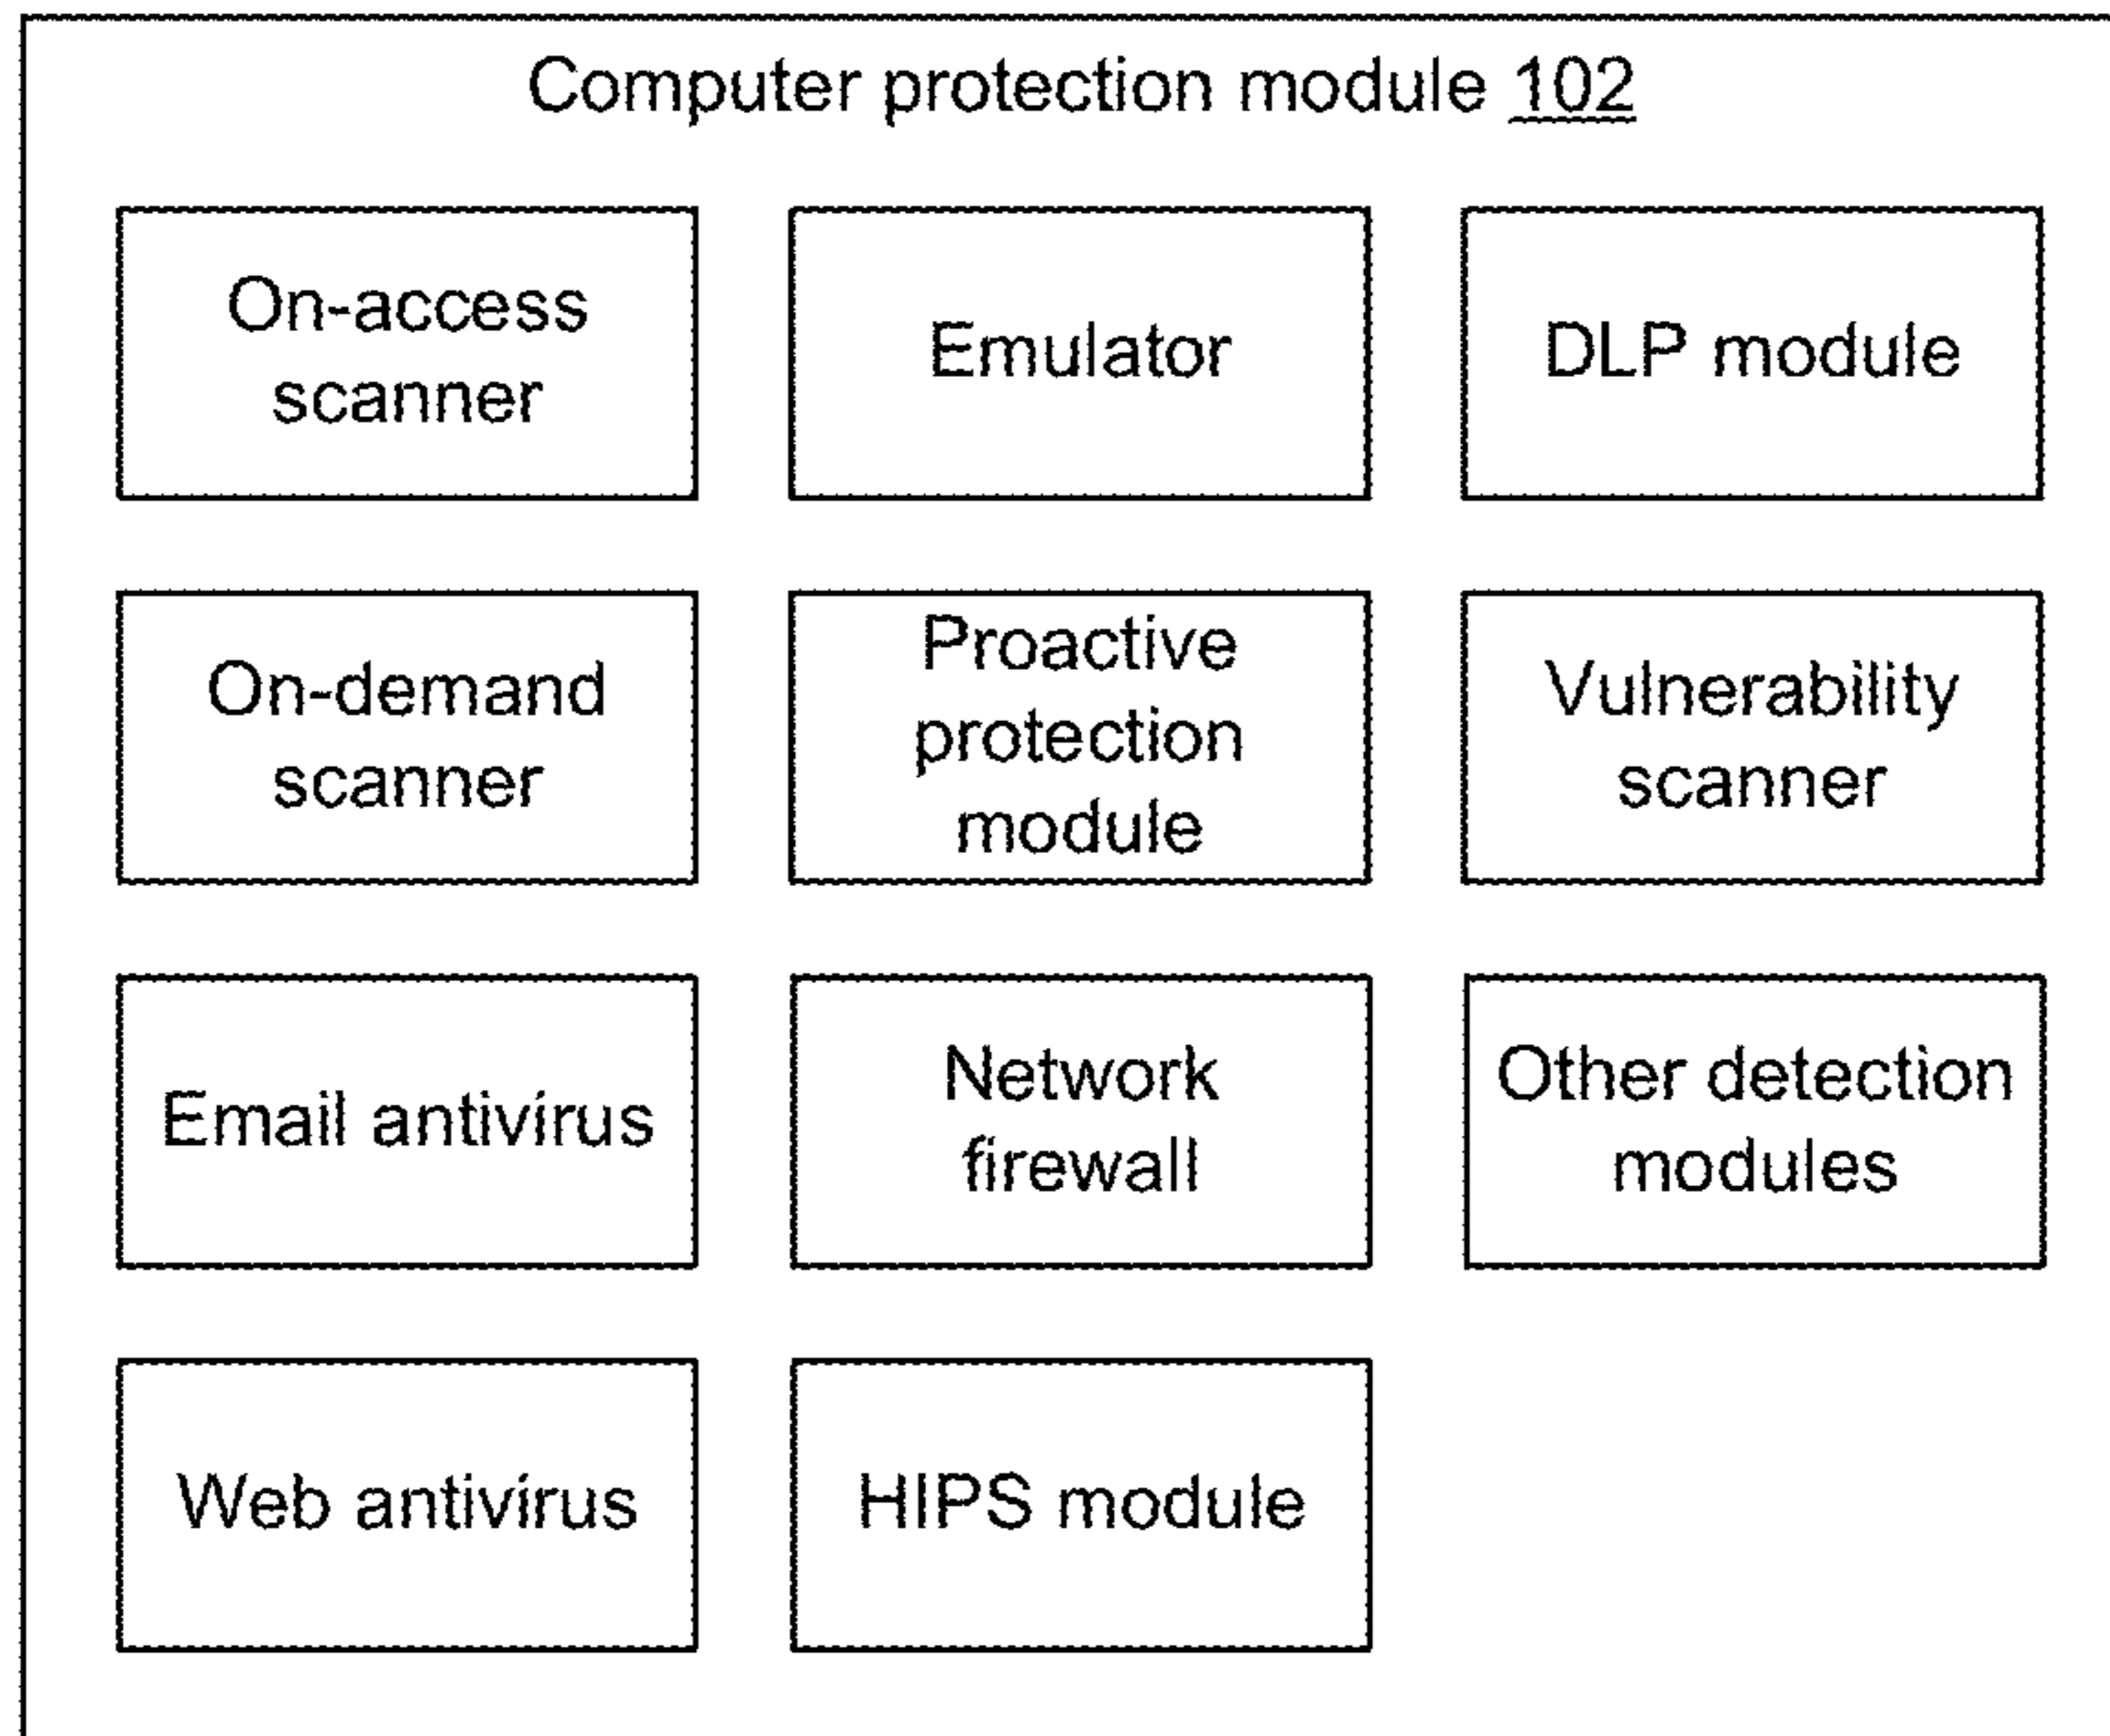 Computer protection module 102
On-access
scanner
Emulator
DLP module
On-demand
scanner
Proactive
protection
module
Vulnerability
scanner
Email antivirus
Network
firewall
Other detection
modules
Web antivirus
HIPS module